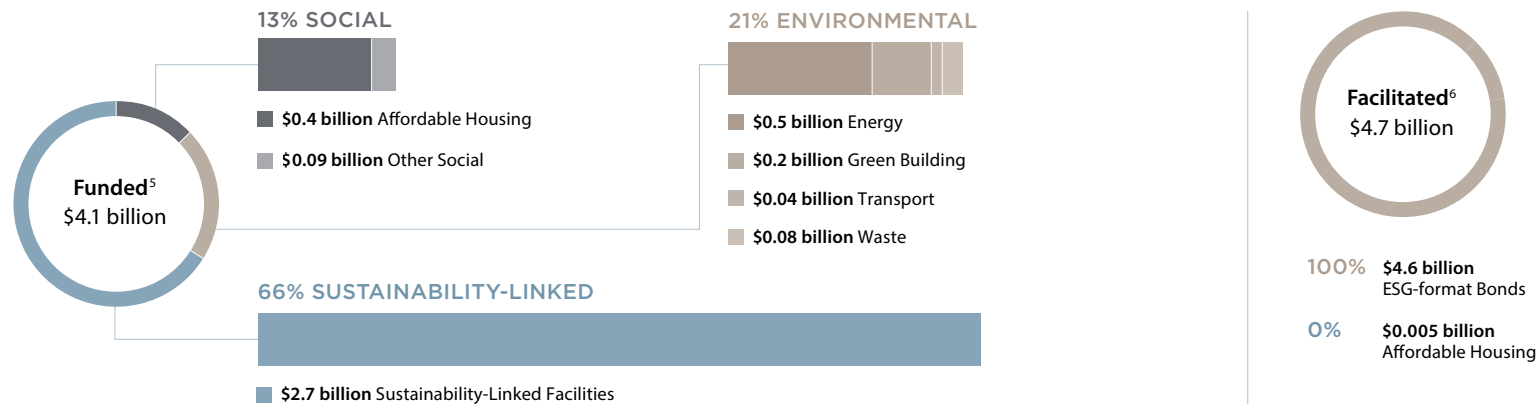 13% SOCIAL
$0.4 billion Affordable Housing
$0.09 billion Other Social
21% ENVIRONMENTAL
$0.5 billion Energy
$0.2 billion Green Building
$0.04 billion Transport
$0.08 billion Waste
Funded5
$4.1 billion
66% SUSTAINABILITY-LINKED
$2.7 billion Sustainability-Linked Facilities
Facilitated6
$4.7 billion
100% $4.6 billion
ESG-format Bonds
0% $0.005 billion
Affordable Housing